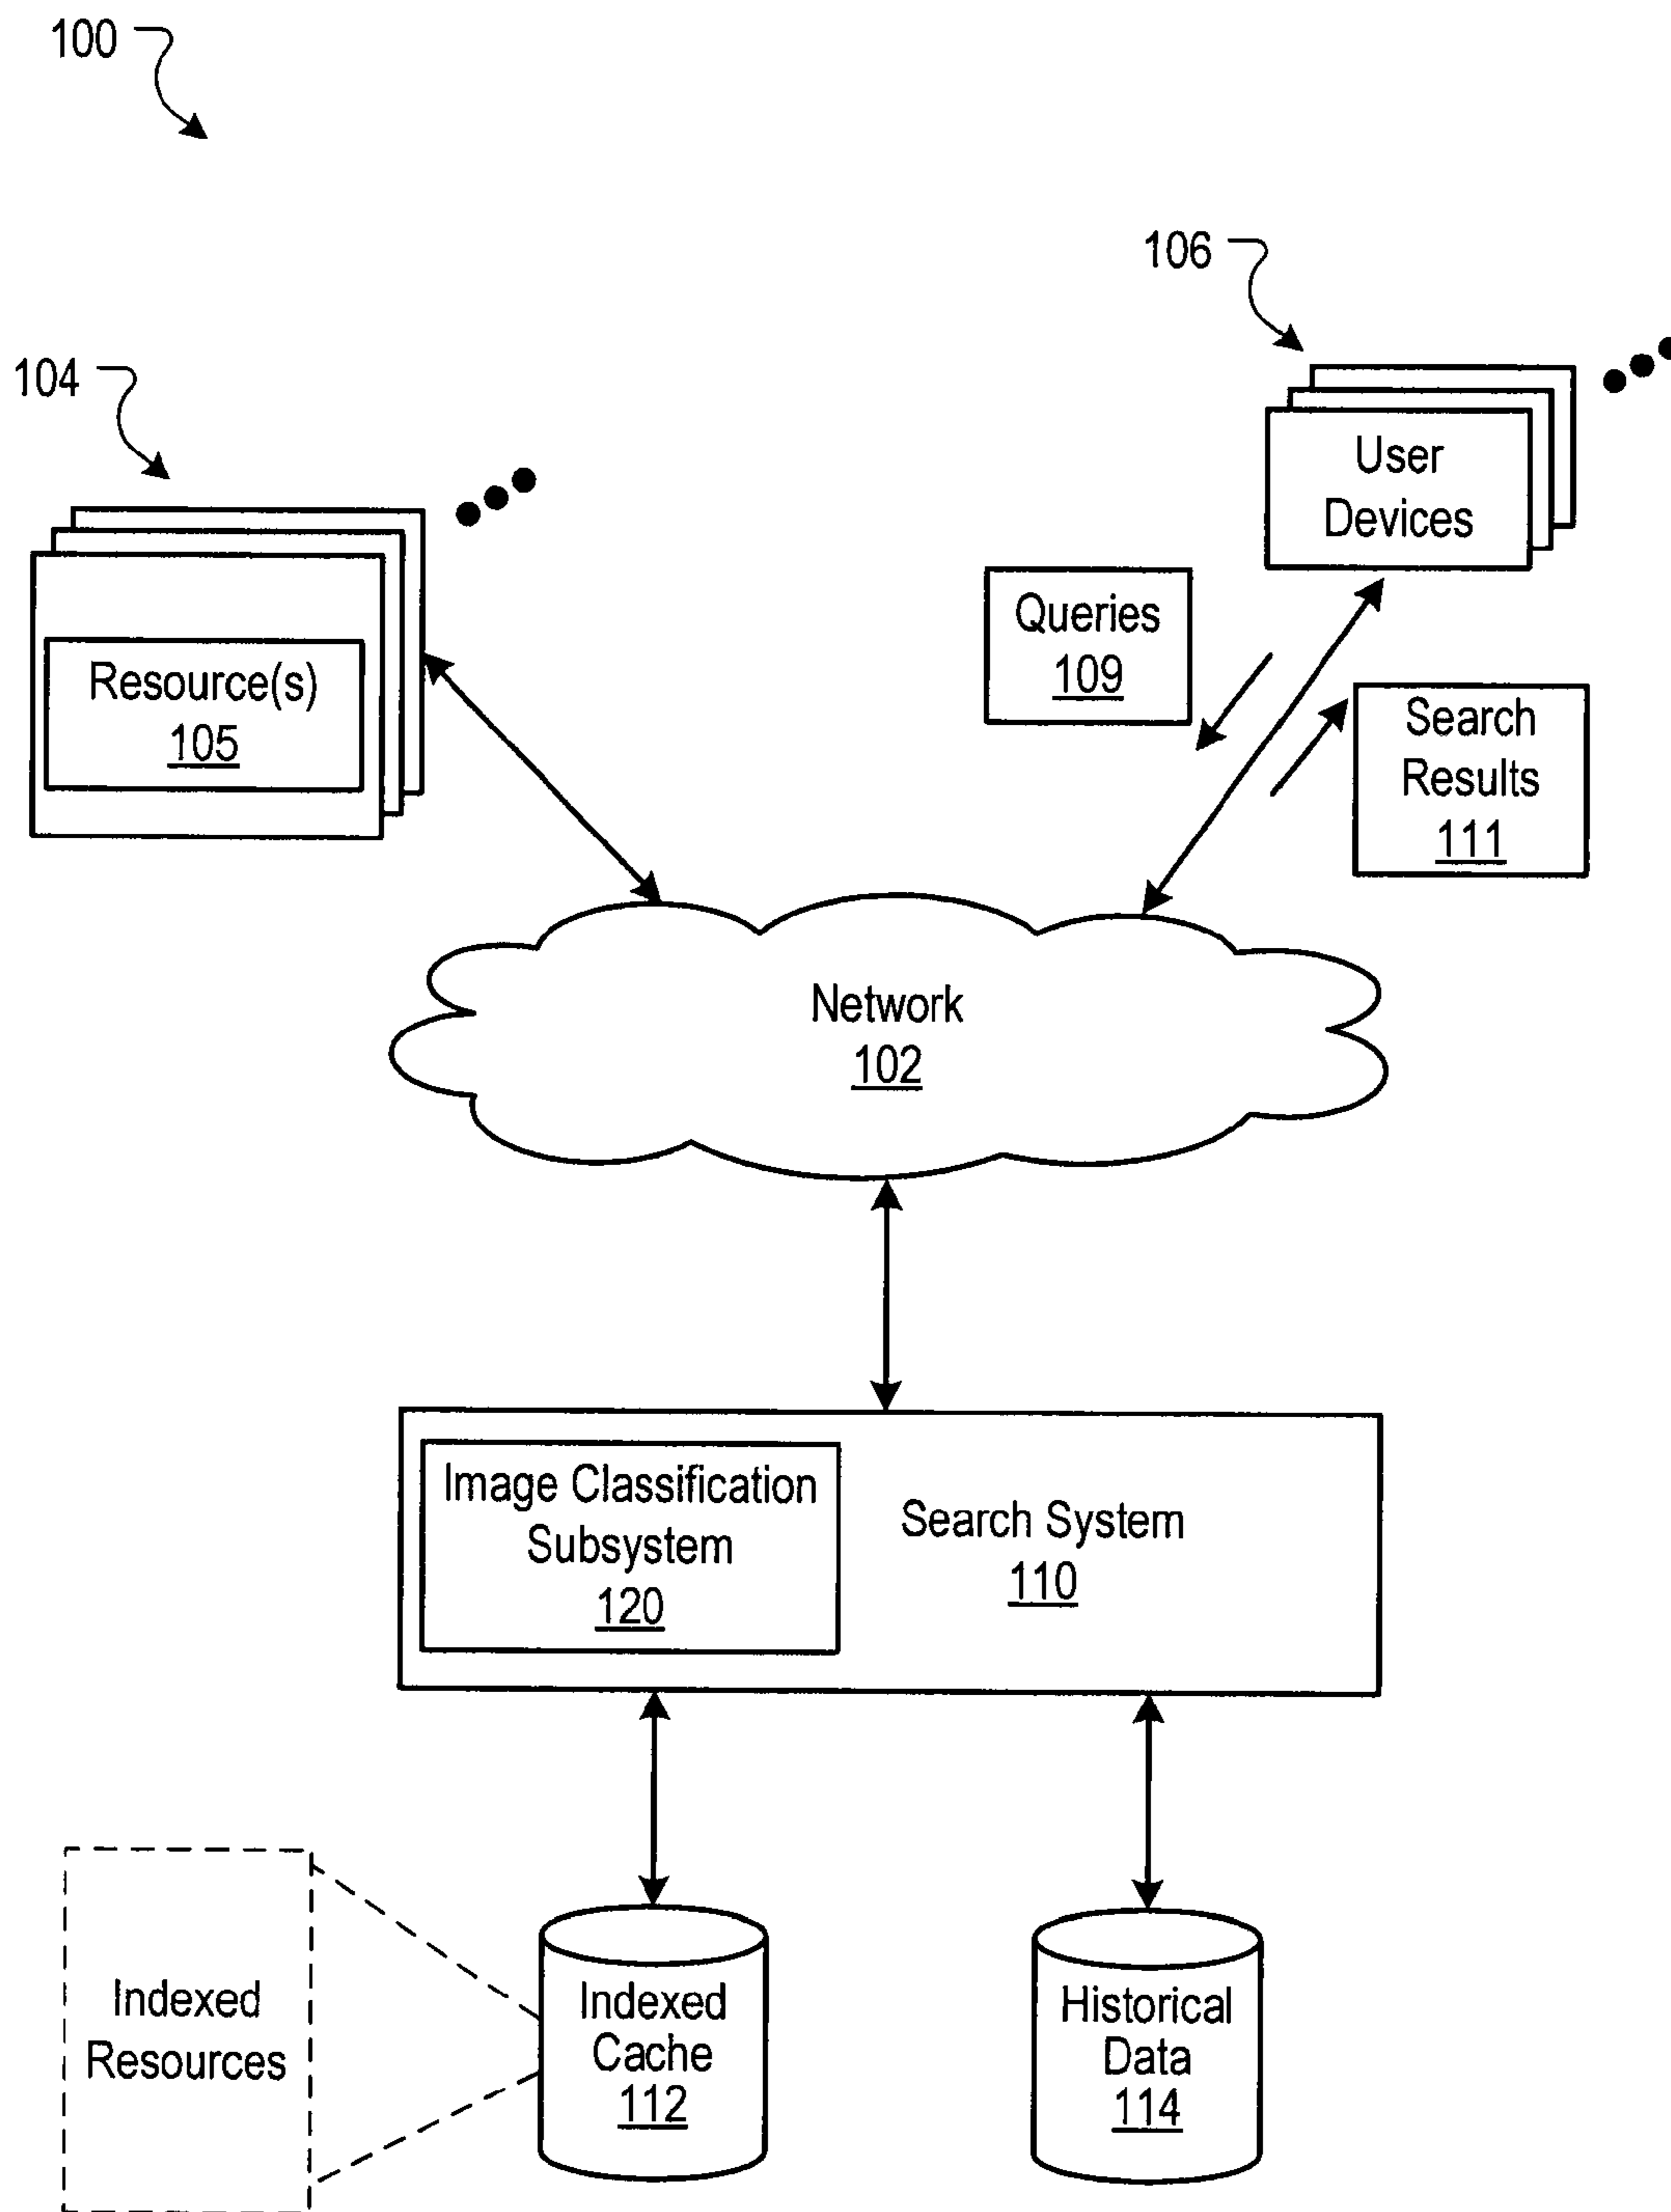 100
106
104
User
Devices
Queries
109
Resource(s)
105
Search
Results
111
Network
102
Image Classification
Subsystem
120
Search System
110
Indexed
Resources
Indexed
Cache
112
Historical
Data
114